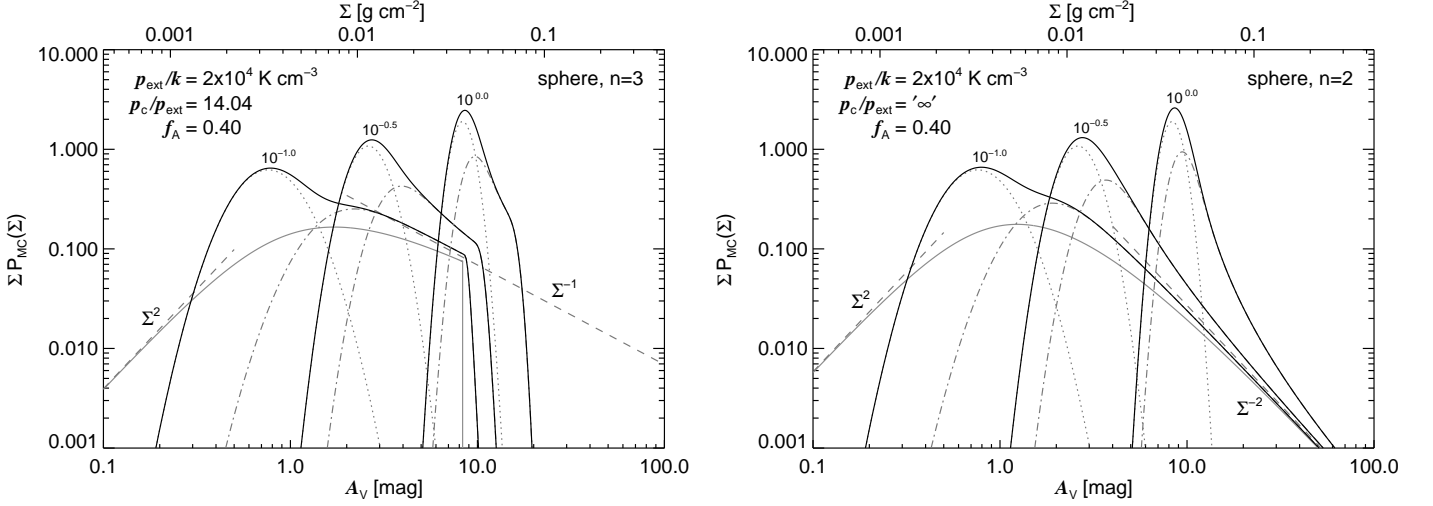 Σ [g cm⁻²]
0.001 0.01 0.1
10.000
1.000
0.100
0.010
0.001
Σ P_MC(Σ)
p_ext/k = 2x10⁴ K cm⁻³
p_c/p_ext = 14.04
f_A = 0.40
sphere, n=3
10⁻¹·⁰
10⁻⁰·⁵
10⁰·⁰
Σ²
Σ⁻¹
0.1 1.0 10.0 100.0
A_V [mag]
Σ [g cm⁻²]
0.001 0.01 0.1
10.000
1.000
0.100
0.010
0.001
Σ P_MC(Σ)
p_ext/k = 2x10⁴ K cm⁻³
p_c/p_ext = '∞'
f_A = 0.40
sphere, n=2
10⁻¹·⁰
10⁻⁰·⁵
10⁰·⁰
Σ²
Σ⁻²
0.1 1.0 10.0 100.0
A_V [mag]